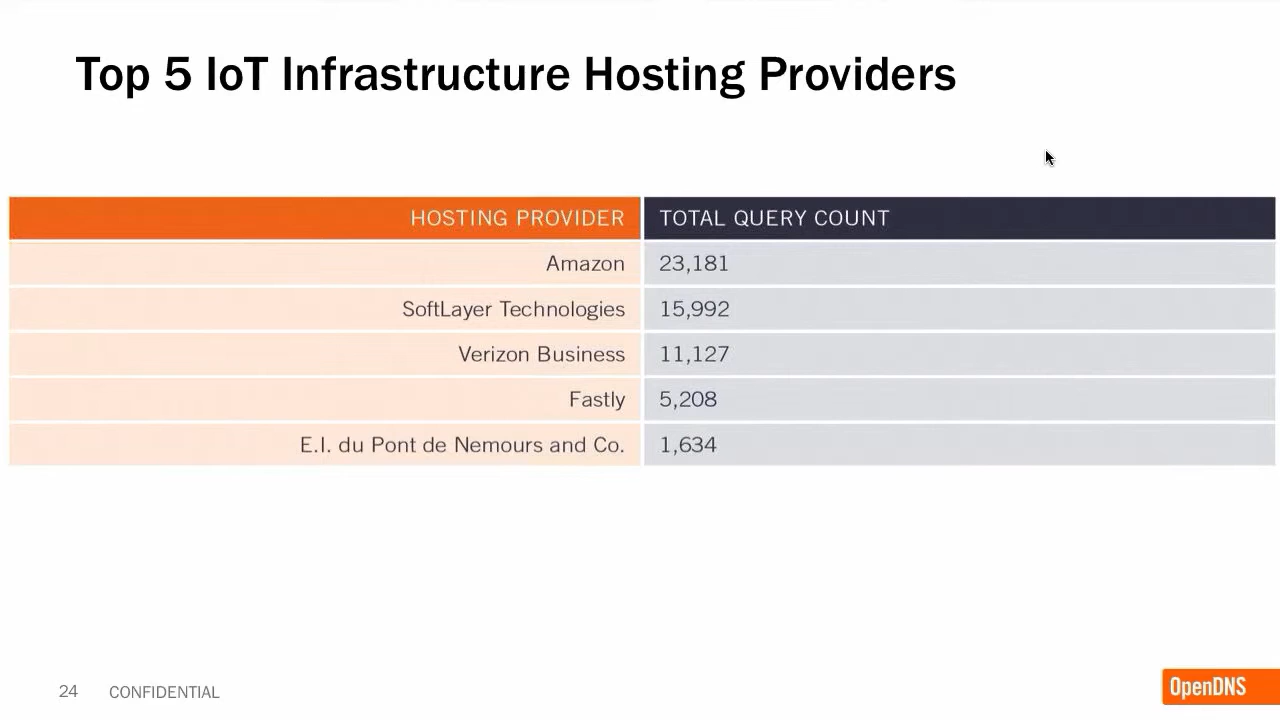 Top 5 IoT Infrastructure Hosting Providers
HOSTING PROVIDER TOTAL QUERY COUNT
Amazon 23,181
SoftLayer Technologies 15,992
Verizon Business 11,127
Fastly 5,208
E.I. du Pont de Nemours and Co. 1,634
24 CONFIDENTIAL
OpenDNS